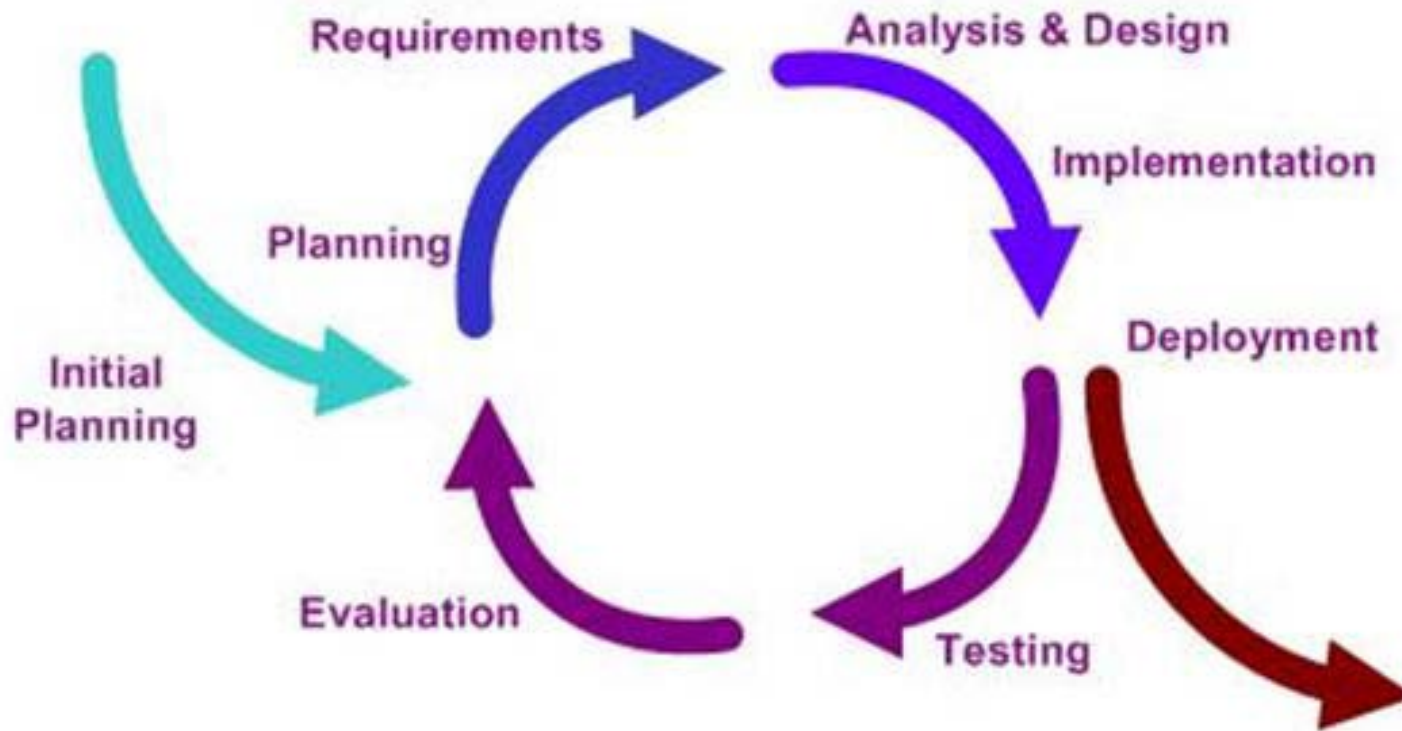 Requirements
Analysis & Design
Implementation
Planning
Deployment
Initial
Planning
Evaluation
Testing